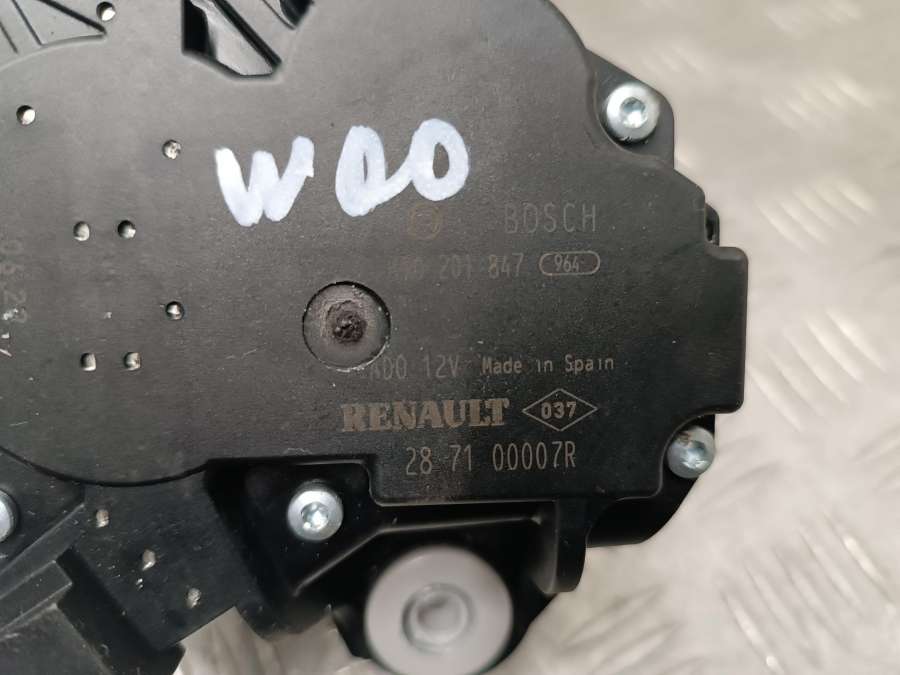 W00
BOSCH
201 847 964
12V Made in Spain
RENAULT 037
28 71 00007R